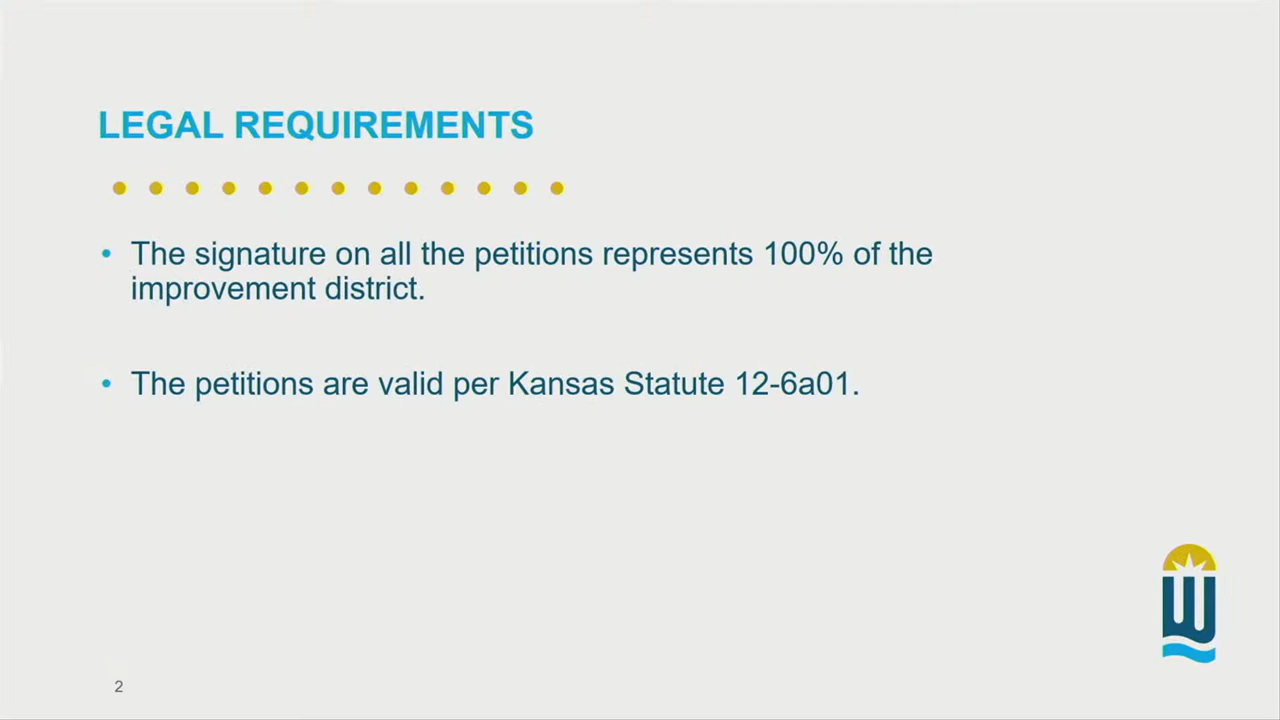 LEGAL REQUIREMENTS
• The signature on all the petitions represents 100% of the
improvement district.
• The petitions are valid per Kansas Statute 12-6a01.
W
2